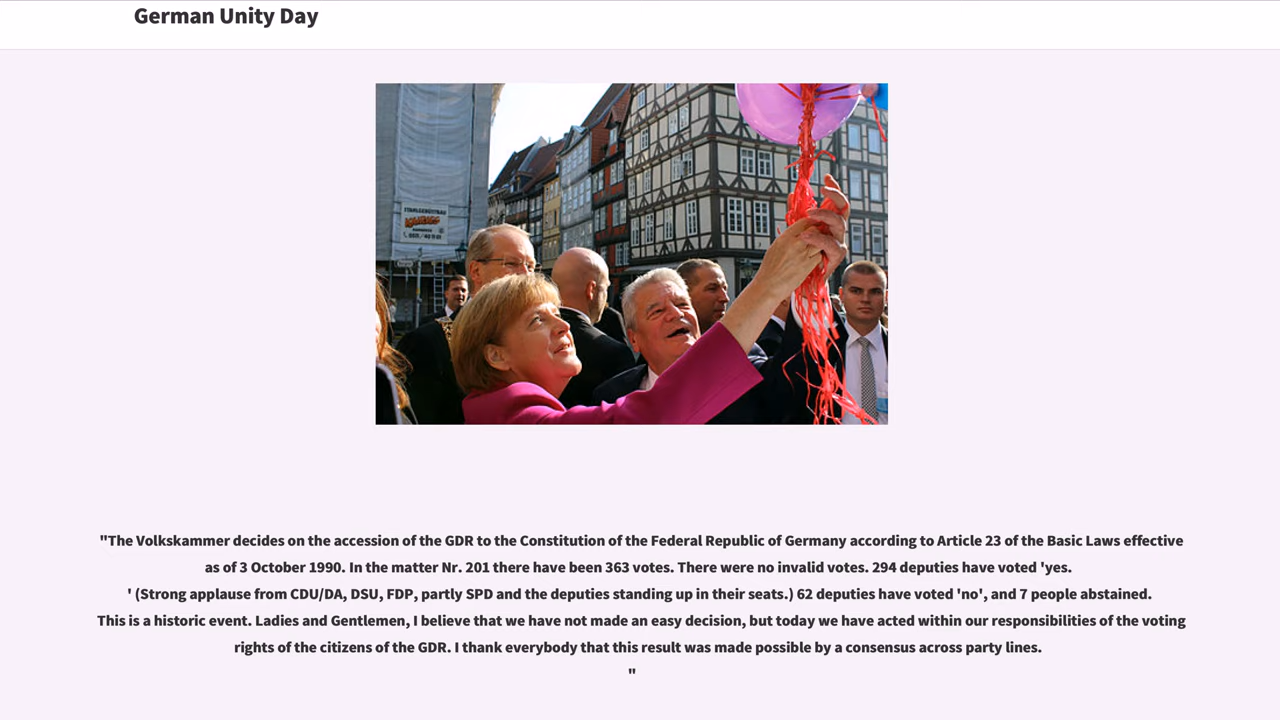 German Unity Day
"The Volkskammer decides on the accession of the GDR to the Constitution of the Federal Republic of Germany according to Article 23 of the Basic Laws effective
as of 3 October 1990. In the matter Nr. 201 there have been 363 votes. There were no invalid votes. 294 deputies have voted 'yes.
' (Strong applause from CDU/DA, DSU, FDP, partly SPD and the deputies standing up in their seats.) 62 deputies have voted 'no', and 7 people abstained.
This is a historic event. Ladies and Gentlemen, I believe that we have not made an easy decision, but today we have acted within our responsibilities of the voting
rights of the citizens of the GDR. I thank everybody that this result was made possible by a consensus across party lines.
"